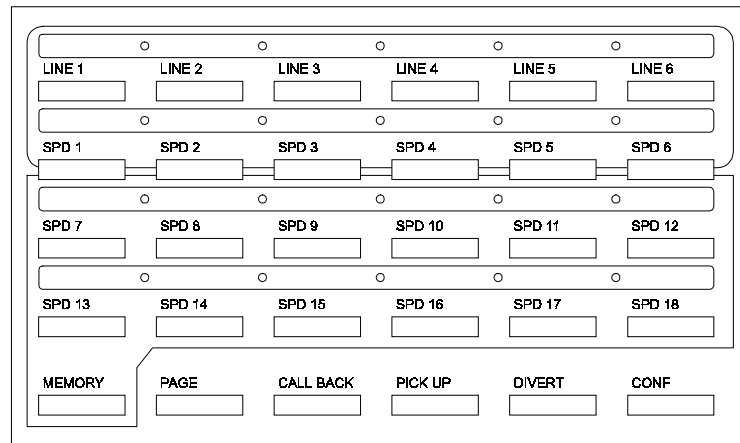 LINE 1 LINE 2 LINE 3 LINE 4 LINE 5 LINE 6
SPD 1 SPD 2 SPD 3 SPD 4 SPD 5 SPD 6
SPD 7 SPD 8 SPD 9 SPD 10 SPD 11 SPD 12
SPD 13 SPD 14 SPD 15 SPD 16 SPD 17 SPD 18
MEMORY PAGE CALL BACK PICK UP DIVERT CONF